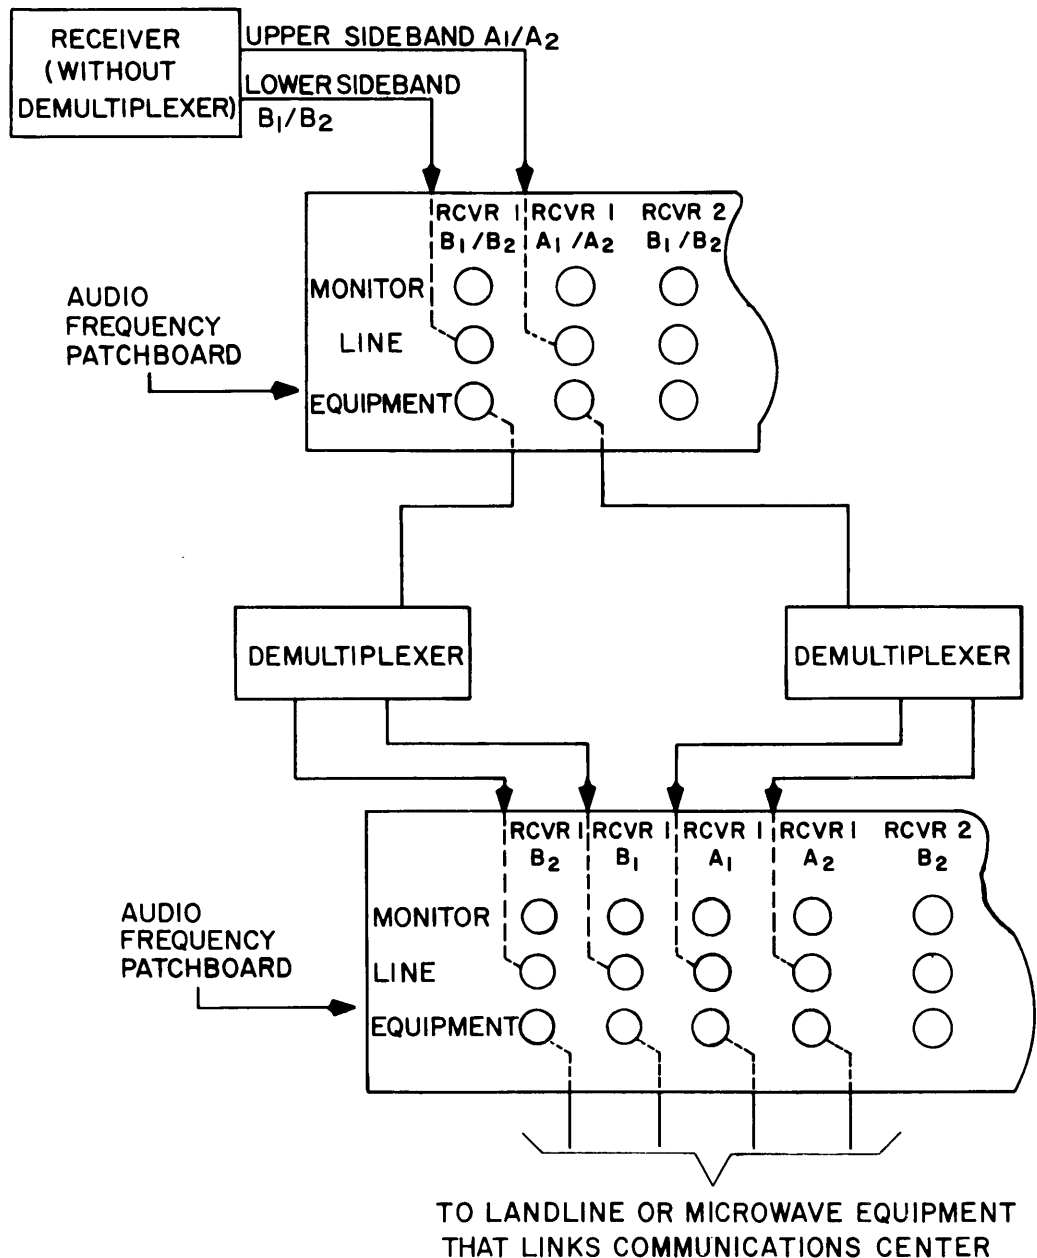 RECEIVER
(WITHOUT
DEMULTIPLEXER)
UPPER SIDEBAND A1/A2
LOWER SIDEBAND
B1/B2
RCVR 1 RCVR 1 RCVR 2
B1/B2 A1/A2 B1/B2
MONITOR
LINE
EQUIPMENT
AUDIO
FREQUENCY
PATCHBOARD
DEMULTIPLEXER
DEMULTIPLEXER
RCVR 1 RCVR 1 RCVR 1 RCVR 1 RCVR 2
B2 B1 A1 A2 B2
MONITOR
LINE
EQUIPMENT
AUDIO
FREQUENCY
PATCHBOARD
TO LANDLINE OR MICROWAVE EQUIPMENT
THAT LINKS COMMUNICATIONS CENTER